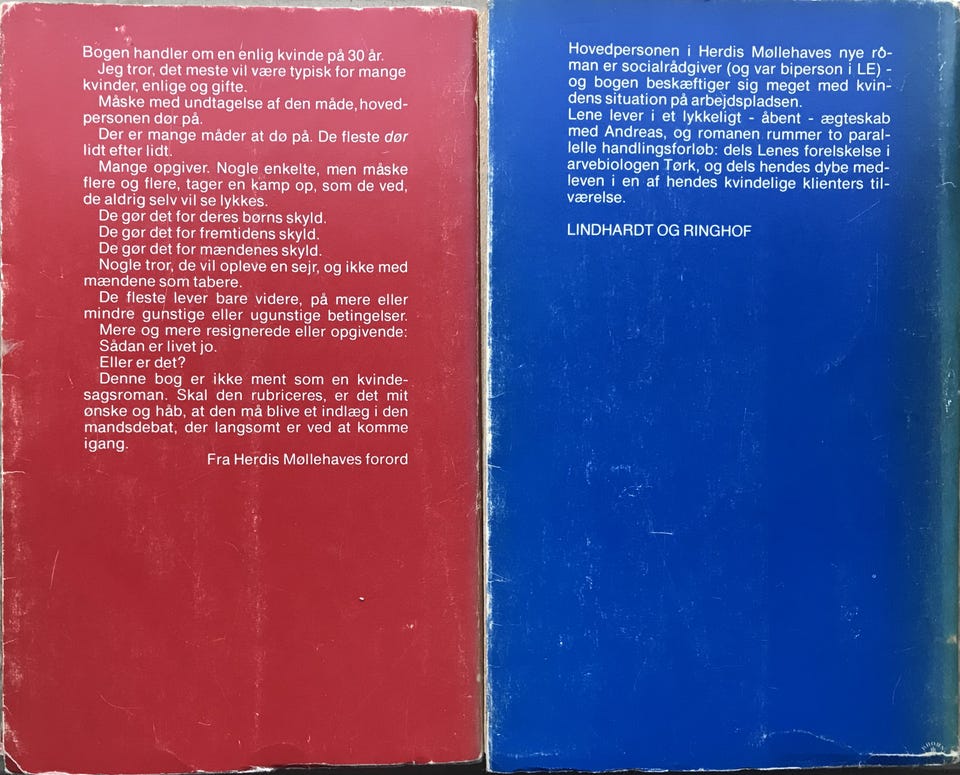 Bogen handler om en enlig kvinde på 30 år.
Jeg tror, det meste vil være typisk for mange
kvinder, enlige og gifte.
Måske med undtagelse af den måde, hoved-
personen dør på.
Der er mange måder at dø på. De fleste dør
lidt efter lidt.
Mange opgiver. Nogle enkelte, men måske
flere og flere, tager en kamp op, som de ved,
de aldrig selv vil se lykkes.
De gør det for deres børns skyld.
De gør det for fremtidens skyld.
De gør det for mændenes skyld.
Nogle tror, de vil opleve en sejr, og ikke med
mændene som tabere.
De fleste lever bare videre, på mere eller
mindre gunstige eller ugunstige betingelser.
Mere og mere resignerede eller opgivende:
Sådan er livet jo.
Eller er det?
Denne bog er ikke ment som en kvinde-
sagsroman. Skal den rubriceres, er det mit
ønske og håb, at den må blive et indlæg i den
mandsdebat, der langsomt er ved at komme
igang.
Fra Herdis Møllehaves forord
Hovedpersonen i Herdis Møllehaves nye ro-
man er socialrådgiver (og var biperson i LE) -
og bogen beskæftiger sig meget med kvin-
dens situation på arbejdspladsen.
Lene lever i et lykkeligt - åbent - ægteskab
med Andreas, og romanen rummer to paral-
lelle handlingsforløb: dels Lenes forelskelse i
arvebiologen Tørk, og dels hendes dybe med-
leven i en af hendes kvindelige klienters til-
værelse.
LINDHARDT OG RINGHOF